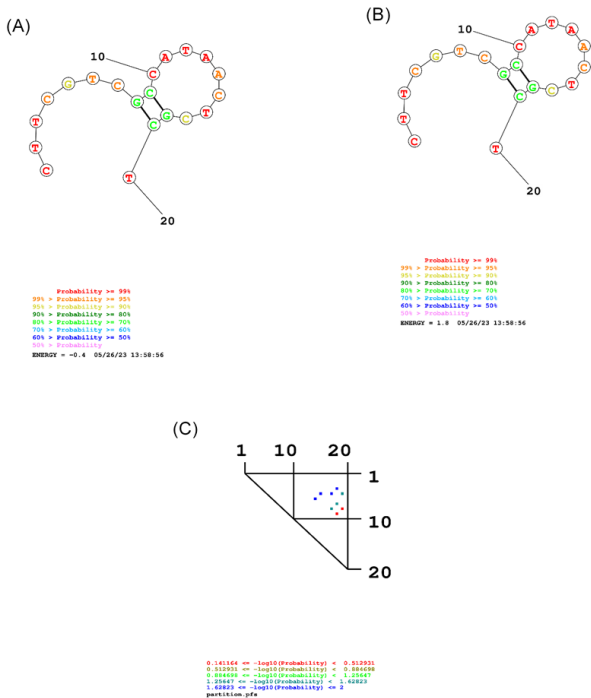 (A)
10
C T T C G T C G C C A T A A C T C G C T
20
Probability >= 99%
99% > Probability >= 95%
95% > Probability >= 90%
90% > Probability >= 80%
80% > Probability >= 70%
70% > Probability >= 60%
60% > Probability >= 50%
50% > Probability
ENERGY = -0.4 05/26/23 13:58:56
(B)
10
C T T C G T C G C C A T A A C T C G C T
20
Probability >= 99%
99% > Probability >= 95%
95% > Probability >= 90%
90% > Probability >= 80%
80% > Probability >= 70%
70% > Probability >= 60%
60% > Probability >= 50%
50% > Probability
ENERGY = 1.8 05/26/23 13:58:56
(C)
1 10 20
1
10
20
0.141164 <= -log10(Probability) < 0.512931
0.512931 <= -log10(Probability) < 0.884698
0.884698 <= -log10(Probability) < 1.25647
1.25647 <= -log10(Probability) < 1.62823
1.62823 <= -log10(Probability) <= 2
partition.pfs